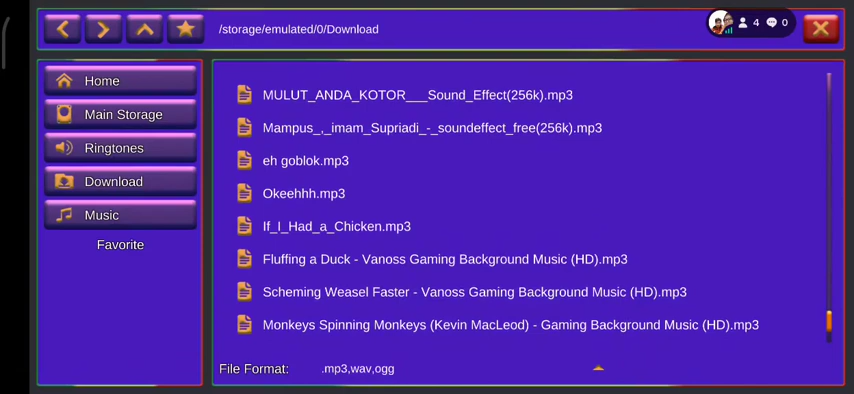 /storage/emulated/0/Download
4
0
Home
Main Storage
Ringtones
Download
Music
Favorite
MULUT_ANDA_KOTOR___Sound_Effect(256k).mp3
Mampus_,_imam_Supriadi_-_soundeffect_free(256k).mp3
eh goblok.mp3
Okeehhh.mp3
If_I_Had_a_Chicken.mp3
Fluffing a Duck - Vanoss Gaming Background Music (HD).mp3
Scheming Weasel Faster - Vanoss Gaming Background Music (HD).mp3
Monkeys Spinning Monkeys (Kevin MacLeod) - Gaming Background Music (HD).mp3
File Format: .mp3,wav,ogg